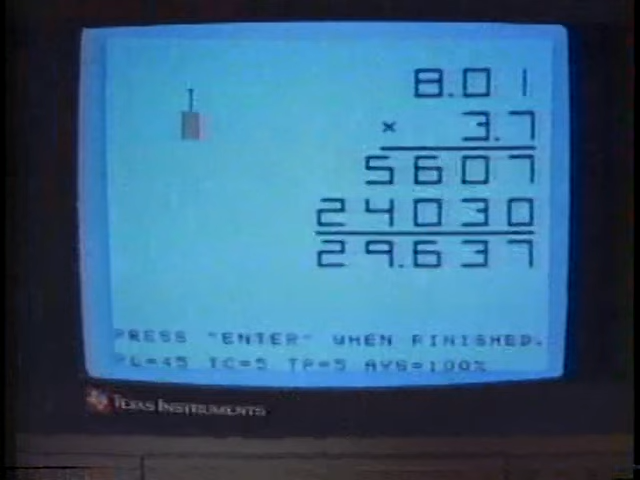 8.01
× 3.7
5607
24030
29.637
PRESS "ENTER" WHEN FINISHED.
PL=45 TC=5 TP=5 AVG=100%
TEXAS INSTRUMENTS